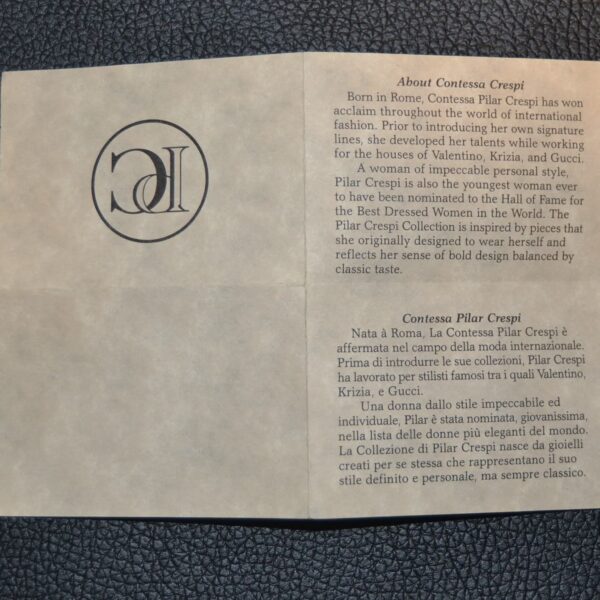 About Contessa Crespi
Born in Rome, Contessa Pilar Crespi has won
acclaim throughout the world of international
fashion. Prior to introducing her own signature
lines, she developed her talents while working
for the houses of Valentino, Krizia, and Gucci.
A woman of impeccable personal style,
Pilar Crespi is also the youngest woman ever
to have been nominated to the Hall of Fame for
the Best Dressed Women in the World. The
Pilar Crespi Collection is inspired by pieces that
she originally designed to wear herself and
reflects her sense of bold design balanced by
classic taste.
Contessa Pilar Crespi
Nata à Roma, La Contessa Pilar Crespi è
affermata nel campo della moda internazionale.
Prima di introdurre le sue collezioni, Pilar Crespi
ha lavorato per stilisti famosi tra i quali Valentino,
Krizia, e Gucci.
Una donna dallo stile impeccabile ed
individuale, Pilar è stata nominata, giovanissima,
nella lista delle donne più eleganti del mondo.
La Collezione di Pilar Crespi nasce da gioielli
creati per se stessa che rappresentano il suo
stile definito e personale, ma sempre classico.